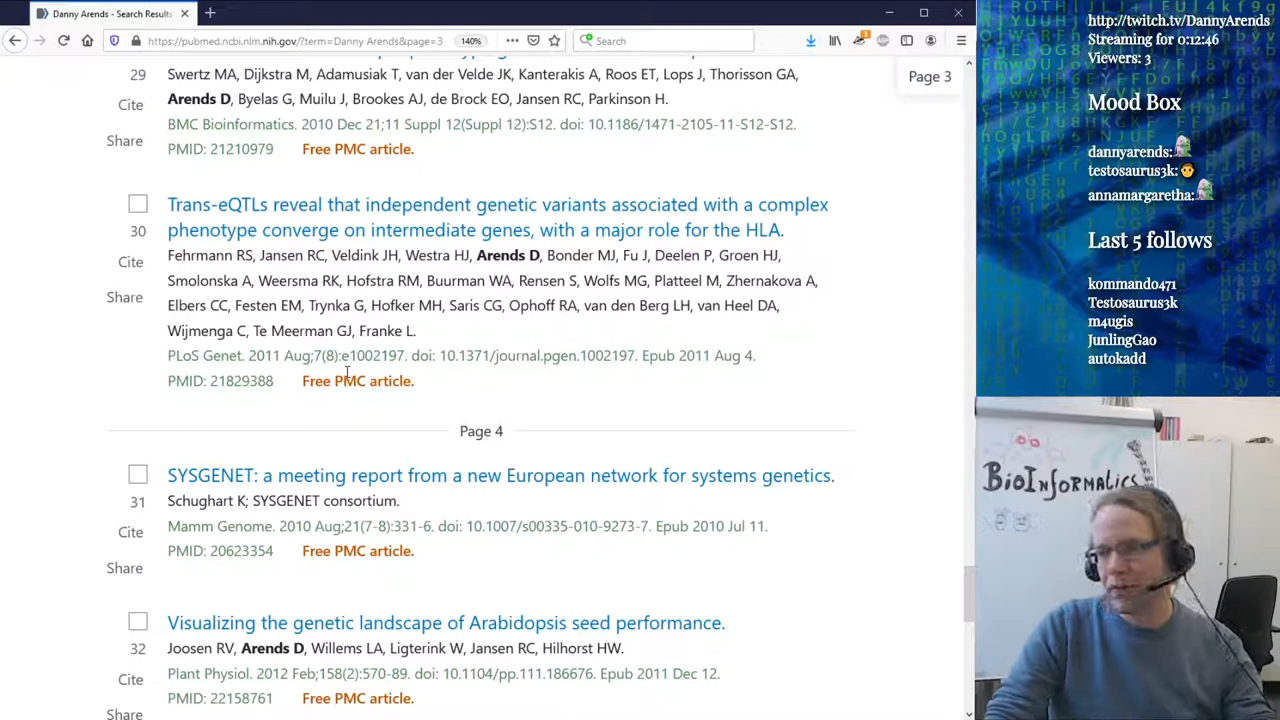 Danny Arends - Search Results
https://pubmed.ncbi.nlm.nih.gov/?term=Danny Arends&page=3
140%
Search
Page 3
29
Swertz MA, Dijkstra M, Adamusiak T, van der Velde JK, Kanterakis A, Roos ET, Lops J, Thorisson GA,
Arends D, Byelas G, Muilu J, Brookes AJ, de Brock EO, Jansen RC, Parkinson H.
Cite
BMC Bioinformatics. 2010 Dec 21;11 Suppl 12(Suppl 12):S12. doi: 10.1186/1471-2105-11-S12-S12.
Share
PMID: 21210979 Free PMC article.
Trans-eQTLs reveal that independent genetic variants associated with a complex
30
phenotype converge on intermediate genes, with a major role for the HLA.
Cite
Fehrmann RS, Jansen RC, Veldink JH, Westra HJ, Arends D, Bonder MJ, Fu J, Deelen P, Groen HJ,
Smolonska A, Weersma RK, Hofstra RM, Buurman WA, Rensen S, Wolfs MG, Platteel M, Zhernakova A,
Share
Elbers CC, Festen EM, Trynka G, Hofker MH, Saris CG, Ophoff RA, van den Berg LH, van Heel DA,
Wijmenga C, Te Meerman GJ, Franke L.
PLoS Genet. 2011 Aug;7(8):e1002197. doi: 10.1371/journal.pgen.1002197. Epub 2011 Aug 4.
PMID: 21829388 Free PMC article.
Page 4
SYSGENET: a meeting report from a new European network for systems genetics.
31
Schughart K; SYSGENET consortium.
Cite
Mamm Genome. 2010 Aug;21(7-8):331-6. doi: 10.1007/s00335-010-9273-7. Epub 2010 Jul 11.
PMID: 20623354 Free PMC article.
Share
Visualizing the genetic landscape of Arabidopsis seed performance.
32
Joosen RV, Arends D, Willems LA, Ligterink W, Jansen RC, Hilhorst HW.
Cite
Plant Physiol. 2012 Feb;158(2):570-89. doi: 10.1104/pp.111.186676. Epub 2011 Dec 12.
PMID: 22158761 Free PMC article.
Share
http://twitch.tv/DannyArends
Streaming for 0:12:46
Viewers: 3
Mood Box
dannyarends:
testosaurus3k:
annamargaretha:
Last 5 follows
kommando471
Testosaurus3k
m4ugis
JunlingGao
autokadd
BioInformatics